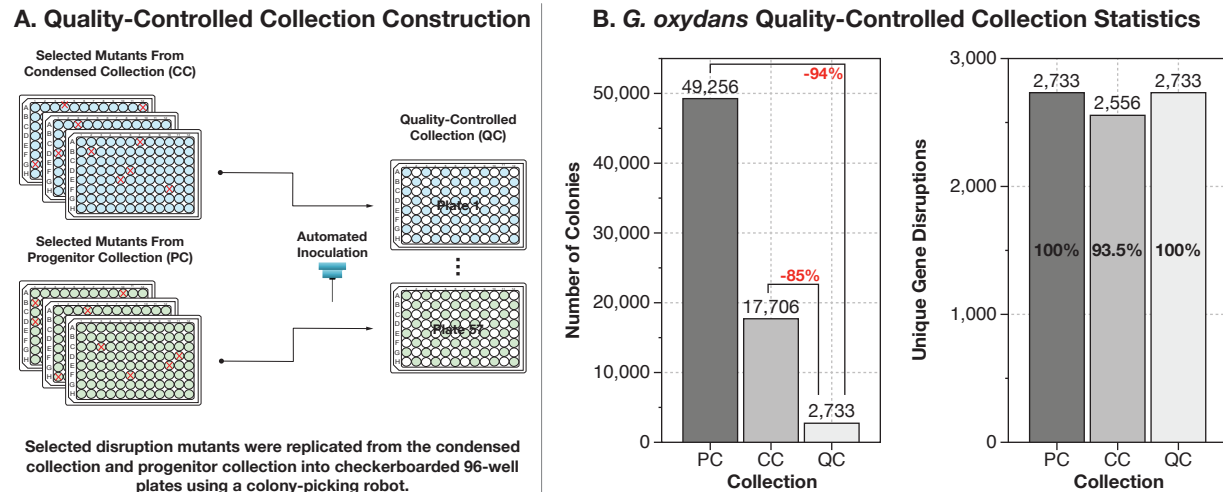 A. Quality-Controlled Collection Construction
Selected Mutants From
Condensed Collection (CC)
A
B
C
D
E
F
G
H
Quality-Controlled
Collection (QC)
A
B
C
D
E
F
G
H
Plate 1
Selected Mutants From
Progenitor Collection (PC)
A
B
C
D
E
F
G
H
Automated
Inoculation
A
B
C
D
E
F
G
H
Plate 57
Selected disruption mutants were replicated from the condensed
collection and progenitor collection into checkerboarded 96-well
plates using a colony-picking robot.
B. G. oxydans Quality-Controlled Collection Statistics
Number of Colonies
50,000
40,000
30,000
20,000
10,000
0
49,256
17,706
2,733
-94%
-85%
PC
CC
QC
Collection
Unique Gene Disruptions
3,000
2,000
1,000
0
2,733
2,556
2,733
100%
93.5%
100%
PC
CC
QC
Collection